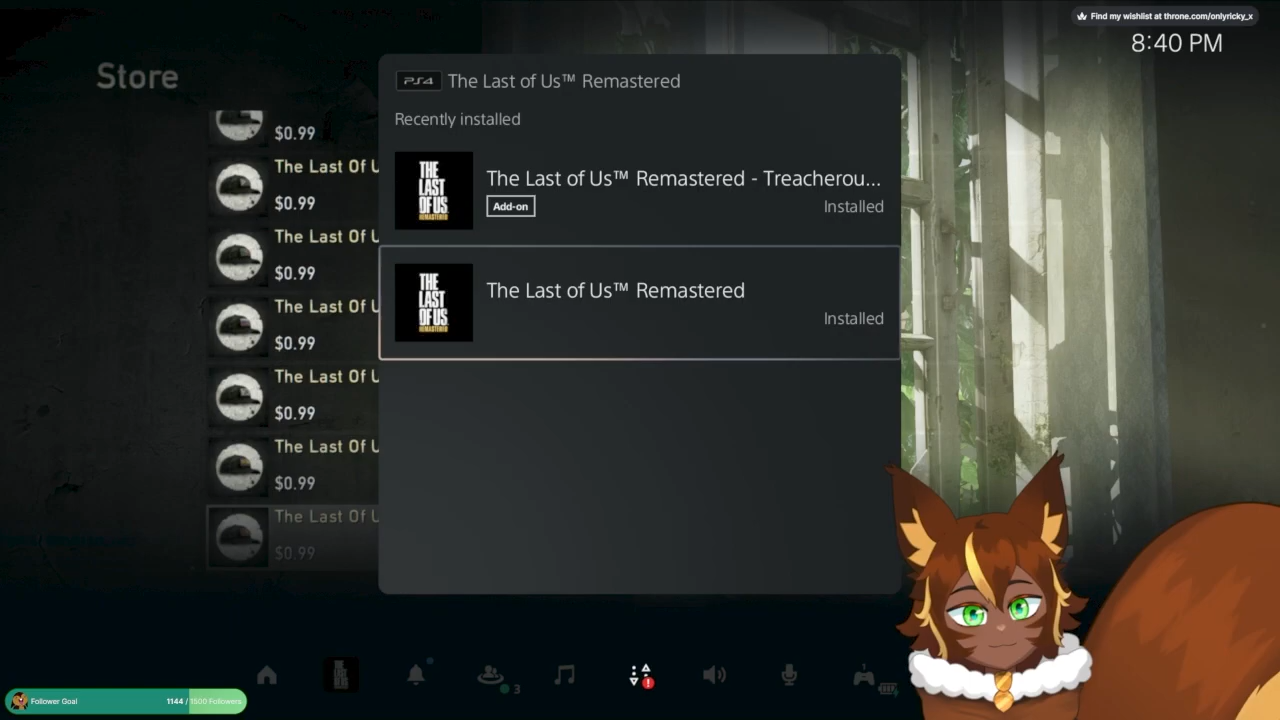 Find my wishlist at throne.com/onlyricky_x
8:40 PM
Store
PS4 The Last of Us™ Remastered
Recently installed
THE LAST OF US REMASTERED
The Last of Us™ Remastered - Treacherou...
Add-on
Installed
THE LAST OF US REMASTERED
The Last of Us™ Remastered
Installed
$0.99
The Last Of U
$0.99
The Last Of U
$0.99
The Last Of U
$0.99
The Last Of U
$0.99
The Last Of U
$0.99
The Last Of U
$0.99
3
1
Follower Goal
1144 / 1500 Followers